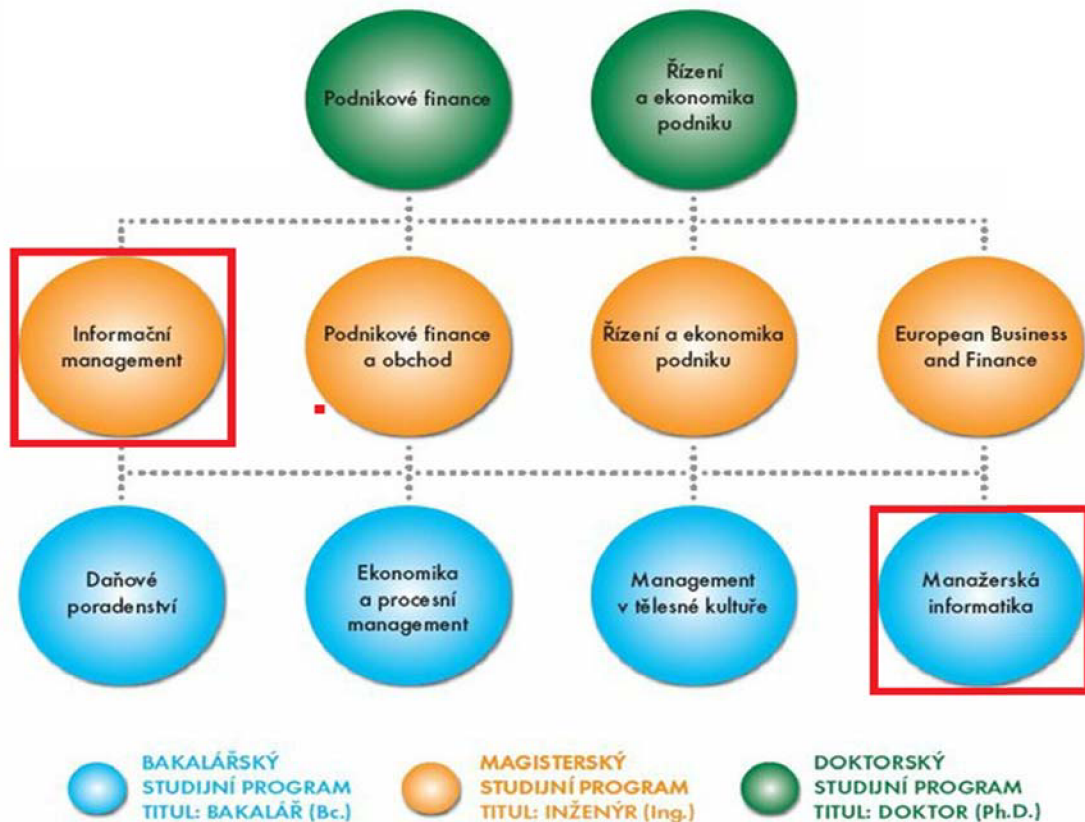 Podnikové finance
Řízení
a ekonomika
podniku
Informační
management
Podnikové finance
a obchod
Řízení a ekonomika
podniku
European Business
and Finance
Daňové
poradenství
Ekonomika
a procesní
management
Management
v tělesné kultuře
Manažerská
informatika
BAKALÁŘSKÝ
STUDIJNÍ PROGRAM
TITUL: BAKALÁŘ (Bc.)
MAGISTERSKÝ
STUDIJNÍ PROGRAM
TITUL: INŽENÝR (Ing.)
DOKTORSKÝ
STUDIJNÍ PROGRAM
TITUL: DOKTOR (Ph.D.)